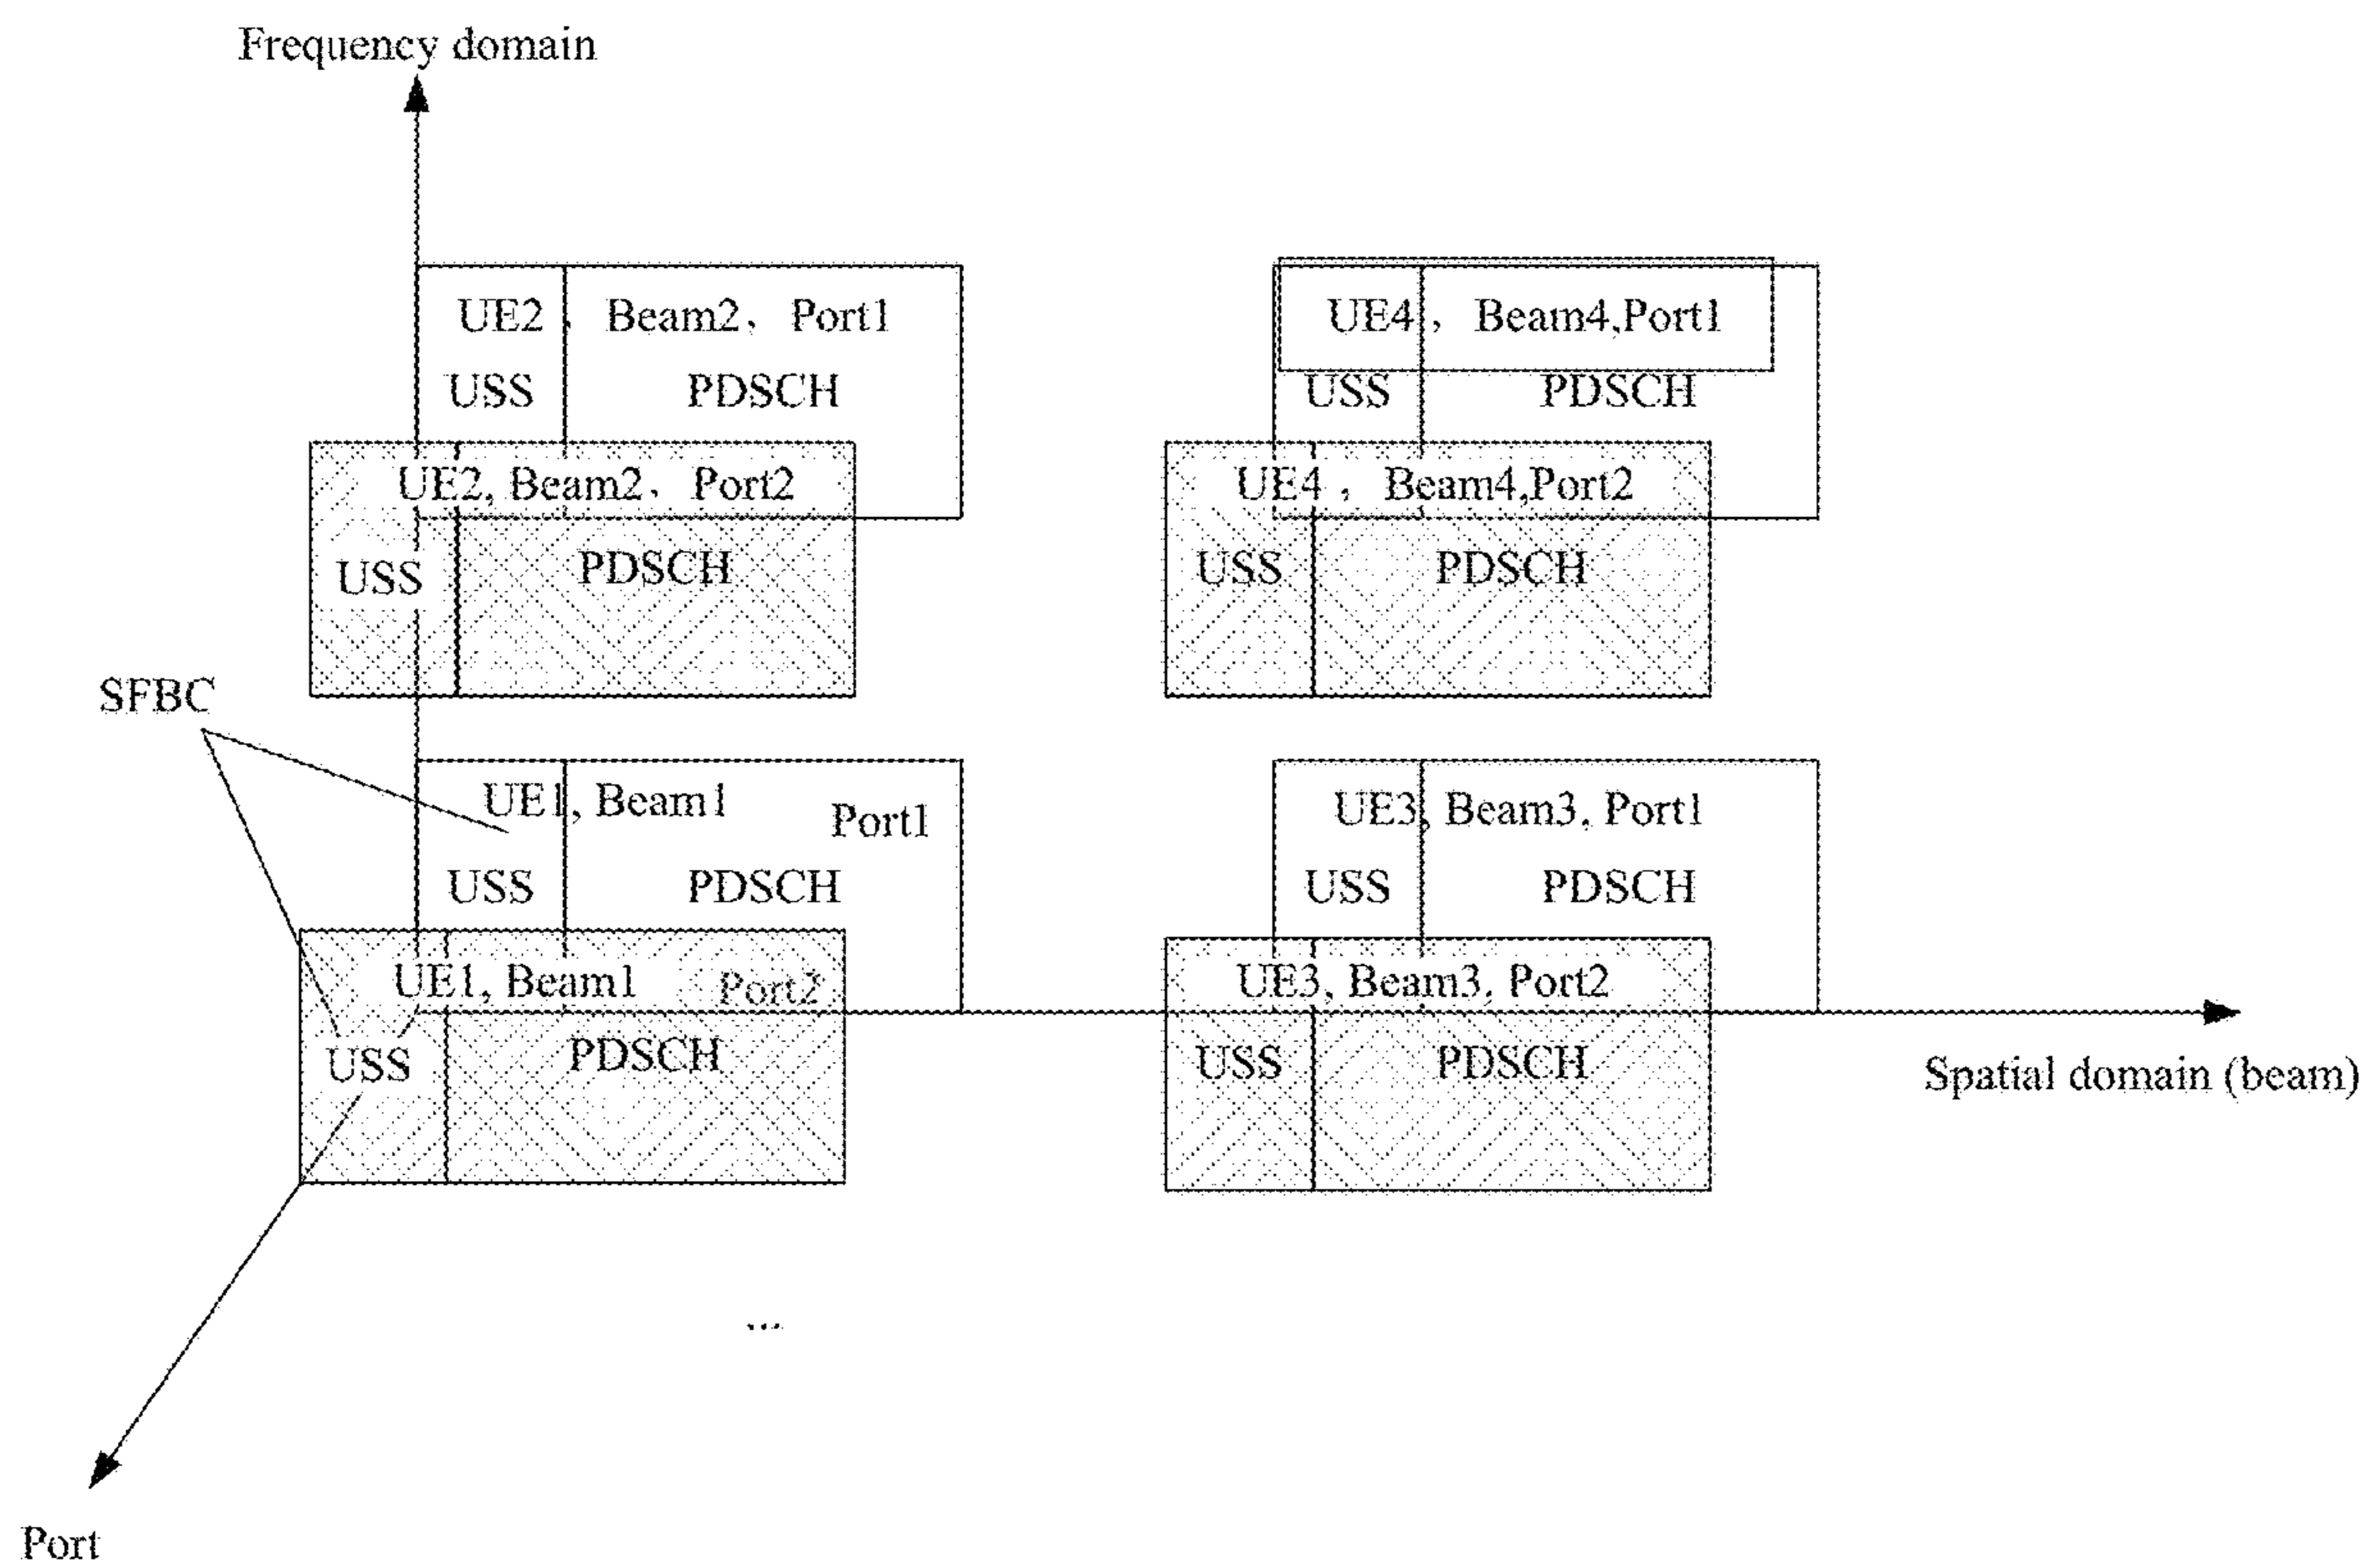 Frequency domain
UE2, Beam2, Port1
USS PDSCH
UE2, Beam2, Port2
USS PDSCH
UE4, Beam4,Port1
USS PDSCH
UE4, Beam4,Port2
USS PDSCH
SFBC
UE1, Beam1 Port1
USS PDSCH
UE1, Beam1 Port2
USS PDSCH
UE3, Beam3, Port1
USS PDSCH
UE3, Beam3, Port2
USS PDSCH
Spatial domain (beam)
...
Port